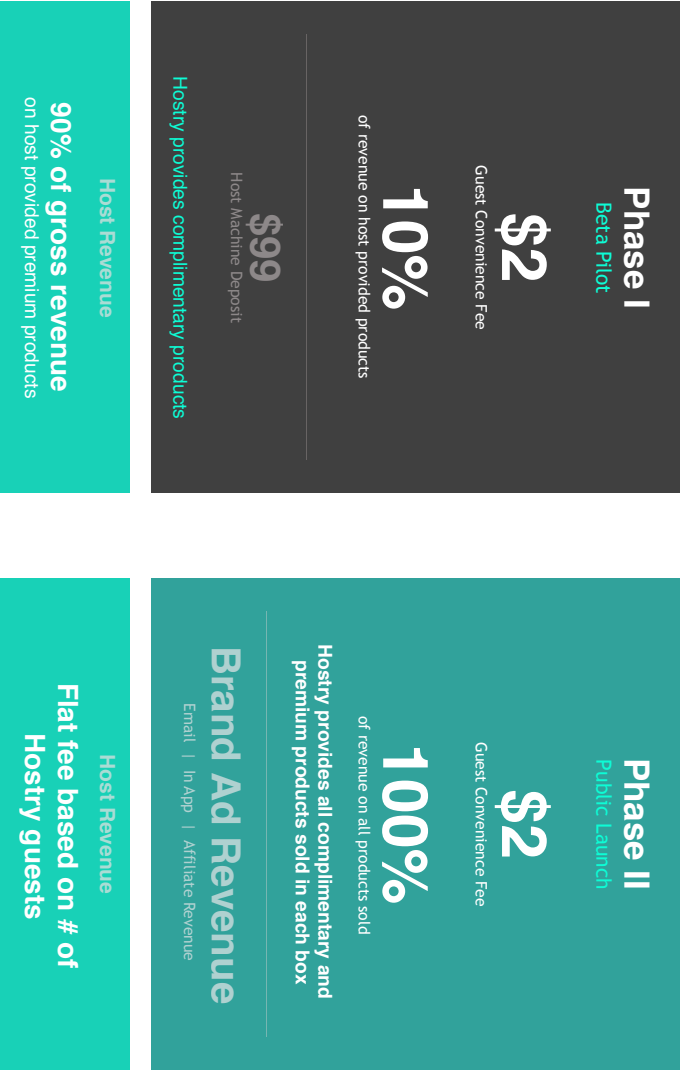 Phase I
Beta Pilot
$2
Guest Convenience Fee
10%
of revenue on host provided products
$99
Host Machine Deposit
Hostry provides complimentary products
Host Revenue
90% of gross revenue
on host provided premium products
Phase II
Public Launch
$2
Guest Convenience Fee
100%
of revenue on all products sold
Hostry provides all complimentary and
premium products sold in each box
Brand Ad Revenue
Email | In App | Affiliate Revenue
Host Revenue
Flat fee based on # of
Hostry guests